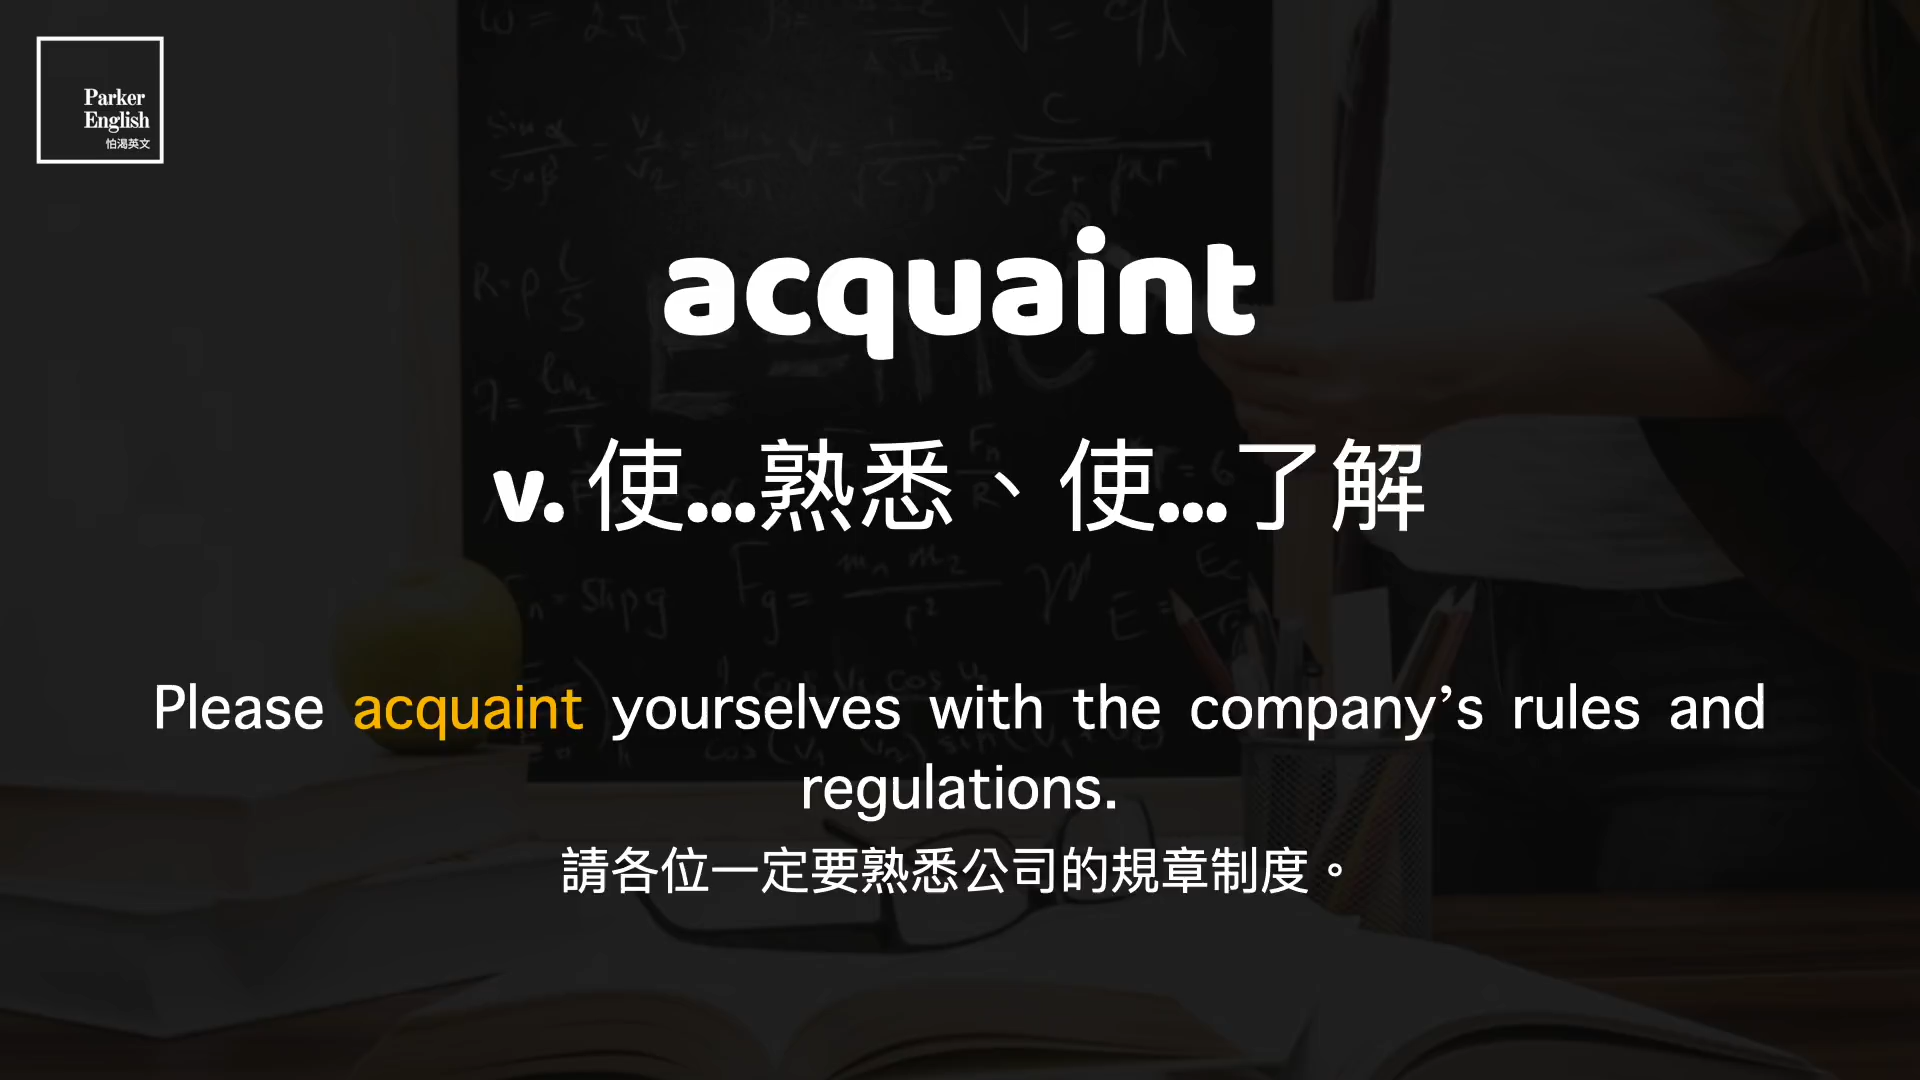 Parker
English
怕渴英文
acquaint
v. 使...熟悉、使...了解
Please acquaint yourselves with the company’s rules and
regulations.
請各位一定要熟悉公司的規章制度。